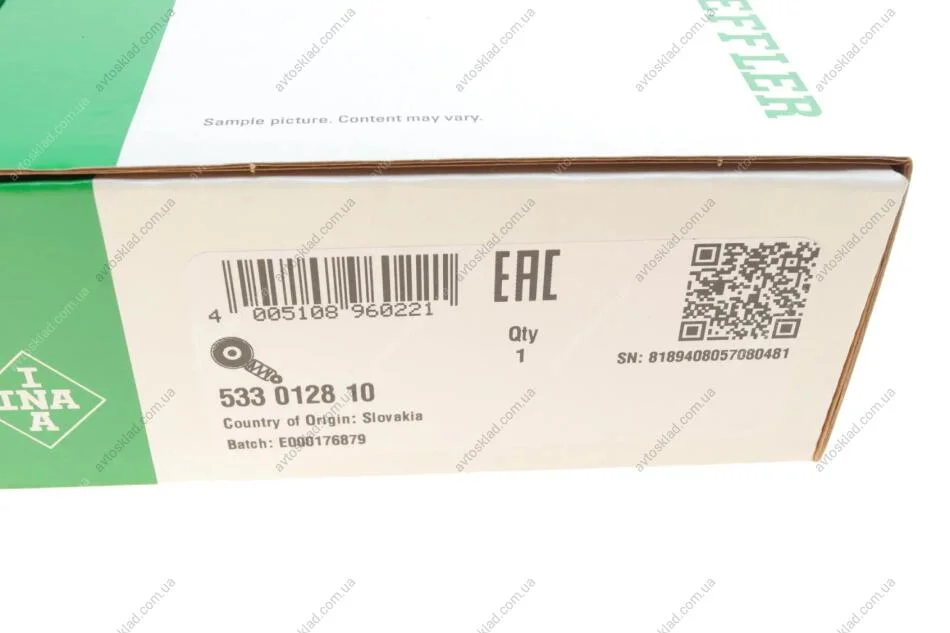 EFFLER
Sample picture. Content may vary.
4 005108 960221
EAC
Qty
1
SN: 8189408057080481
533 0128 10
Country of Origin: Slovakia
Batch: E000176879
I
INA
A
avtosklad.com.ua